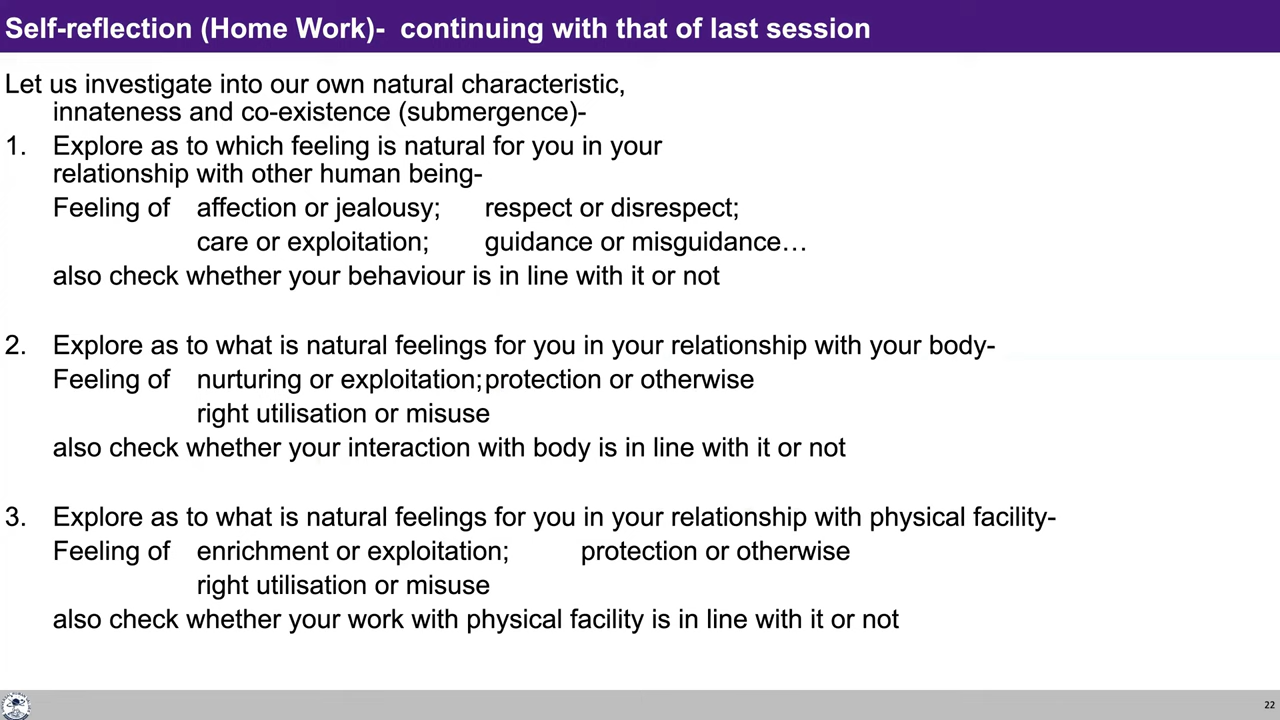 Self-reflection (Home Work)-  continuing with that of last session
Let us investigate into our own natural characteristic,
innateness and co-existence (submergence)-
1. Explore as to which feeling is natural for you in your
relationship with other human being-
Feeling of affection or jealousy; respect or disrespect;
care or exploitation; guidance or misguidance…
also check whether your behaviour is in line with it or not
2. Explore as to what is natural feelings for you in your relationship with your body-
Feeling of nurturing or exploitation; protection or otherwise
right utilisation or misuse
also check whether your interaction with body is in line with it or not
3. Explore as to what is natural feelings for you in your relationship with physical facility-
Feeling of enrichment or exploitation; protection or otherwise
right utilisation or misuse
also check whether your work with physical facility is in line with it or not
22